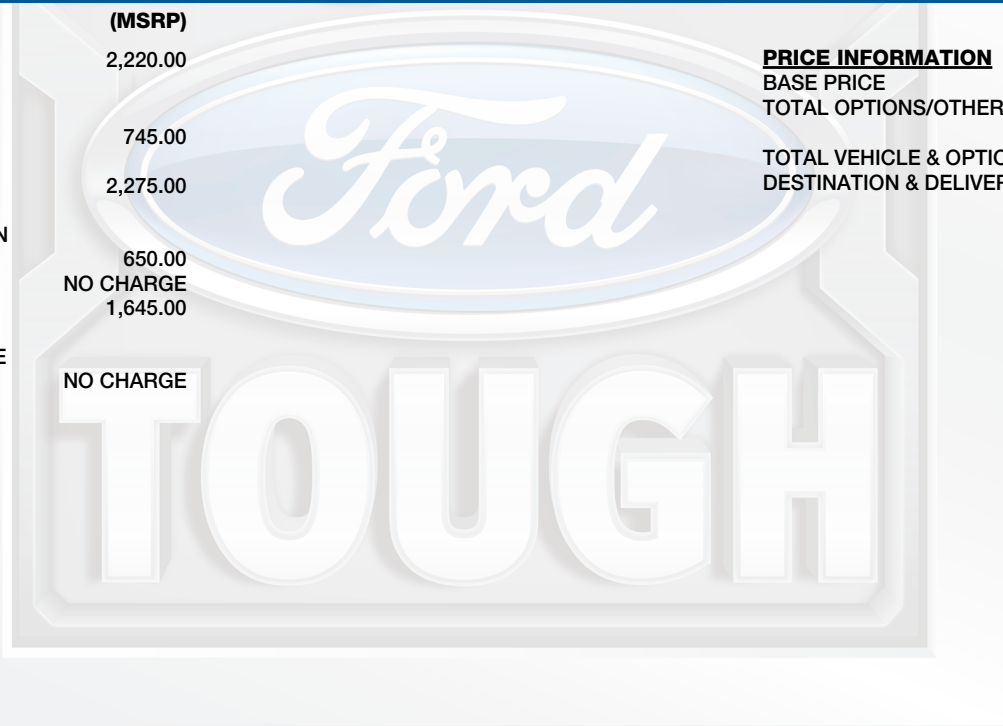 (MSRP)
2,220.00
745.00
2,275.00
N
650.00
NO CHARGE
1,645.00
E
NO CHARGE
PRICE INFORMATION
BASE PRICE
TOTAL OPTIONS/OTHER
TOTAL VEHICLE & OPTIO
DESTINATION & DELIVER
Ford
TOUGH